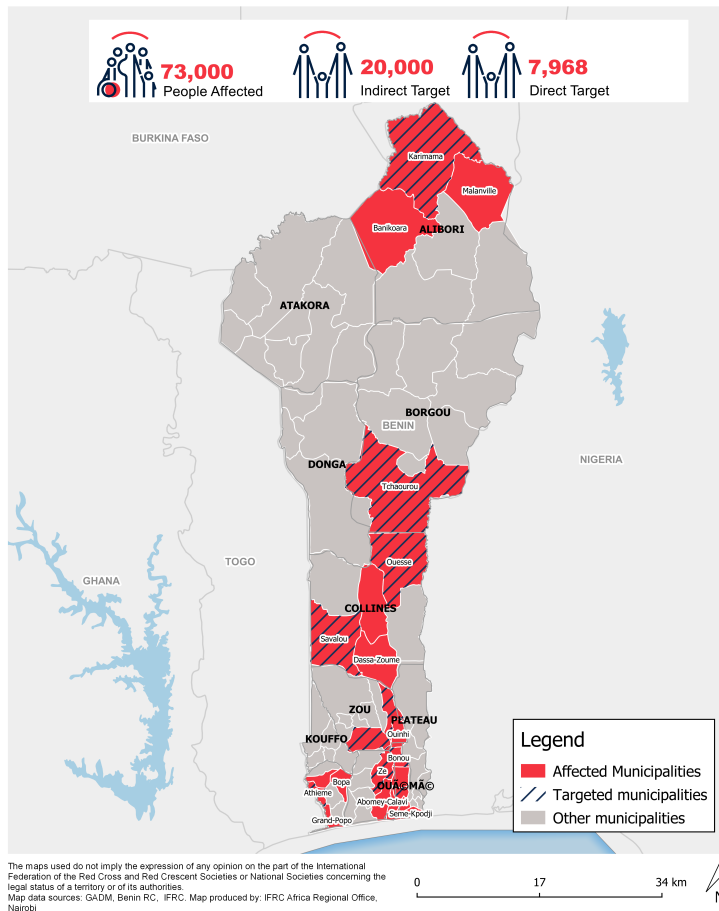 73,000
People Affected
20,000
Indirect Target
7,968
Direct Target
BURKINA FASO
Karimama
Malanville
Banikoara
ALIBORI
ATAKORA
BORGOU
BENIN
NIGERIA
DONGA
Tchaourou
TOGO
Ouesse
GHANA
COLLINES
Savalou
Dassa-Zoume
ZOU
PLATEAU
KOUFFO
Ouinhi
Bonou
Ze
Bopa
OUÃ©MÃ©
Athieme
Abomey-Calavi
Grand-Popo
Seme-Kpodji
Legend
Affected Municipalities
Targeted municipalities
Other municipalities
The maps used do not imply the expression of any opinion on the part of the International
Federation of the Red Cross and Red Crescent Societies or National Societies concerning the
legal status of a territory or of its authorities.
Map data sources: GADM, Benin RC, IFRC. Map produced by: IFRC Africa Regional Office,
Nairobi
0 17 34 km